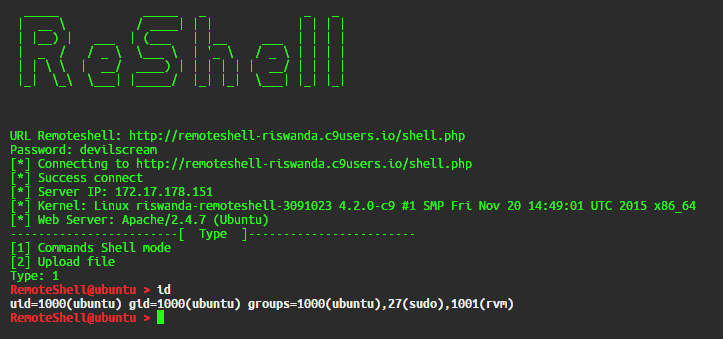 ReShell
URL Remoteshell: http://remoteshell-riswanda.c9users.io/shell.php
Password: devilscream
[*] Connecting to http://remoteshell-riswanda.c9users.io/shell.php
[*] Success connect
[*] Server IP: 172.17.178.151
[*] Kernel: Linux riswanda-remoteshell-3091023 4.2.0-c9 #1 SMP Fri Nov 20 14:49:01 UTC 2015 x86_64
[*] Web Server: Apache/2.4.7 (Ubuntu)
------------------------[  Type  ]------------------------
[1] Commands Shell mode
[2] Upload file
Type: 1
RemoteShell@ubuntu > id
uid=1000(ubuntu) gid=1000(ubuntu) groups=1000(ubuntu),27(sudo),1001(rvm)
RemoteShell@ubuntu >